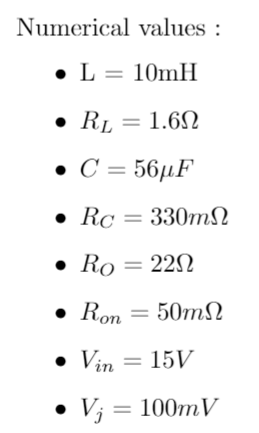 Numerical values :
• L = 10mH
• R_L = 1.6Ω
• C = 56μF
• R_C = 330mΩ
• R_O = 22Ω
• R_on = 50mΩ
• V_in = 15V
• V_j = 100mV